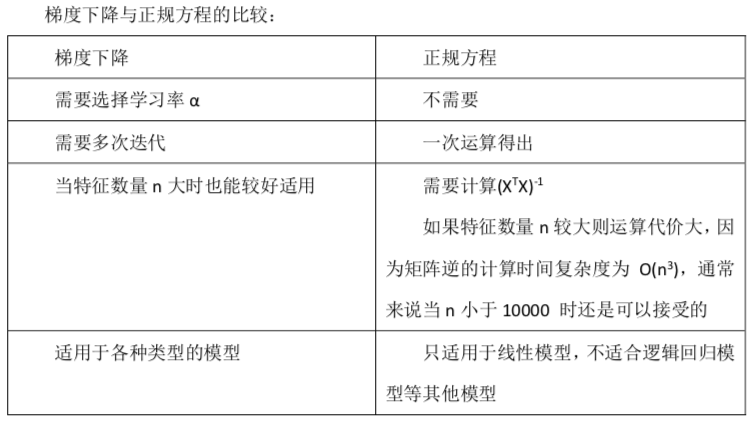 梯度下降与正规方程的比较：
梯度下降
正规方程
需要选择学习率 α
不需要
需要多次迭代
一次运算得出
当特征数量 n 大时也能较好适用
需要计算(XᵀX)⁻¹
如果特征数量 n 较大则运算代价大，因
为矩阵逆的计算时间复杂度为 O(n³)，通常
来说当 n 小于 10000 时还是可以接受的
适用于各种类型的模型
只适用于线性模型，不适合逻辑回归模
型等其他模型